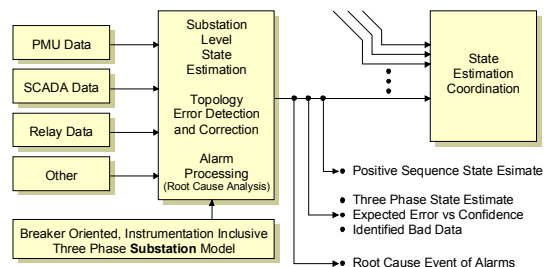 PMU Data
SCADA Data
Relay Data
Other
Substation
Level
State
Estimation
Topology
Error Detection
and Correction
Alarm
Processing
(Root Cause Analysis)
Breaker Oriented, Instrumentation Inclusive
Three Phase Substation Model
State
Estimation
Coordination
Positive Sequence State Esimate
Three Phase State Estimate
Expected Error vs Confidence
Identified Bad Data
Root Cause Event of Alarms